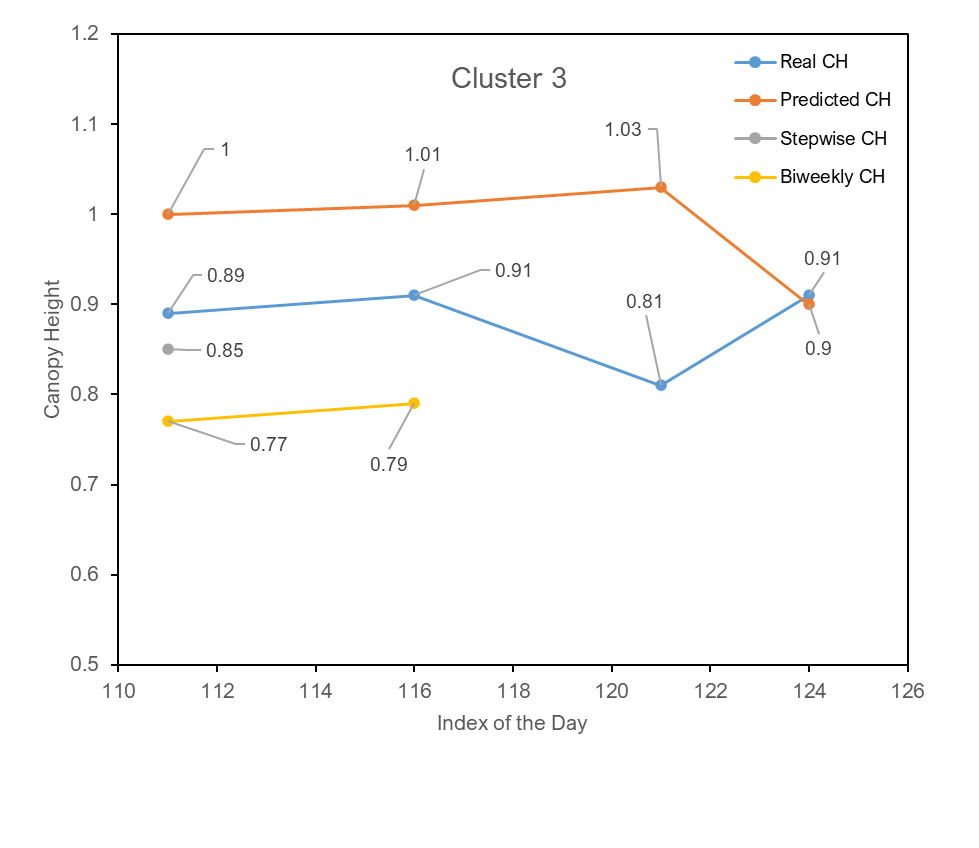 Cluster 3
Real CH
Predicted CH
Stepwise CH
Biweekly CH
1.2
1.1
1
0.9
0.8
0.7
0.6
0.5
Canopy Height
1
1.01
1.03
0.89
0.91
0.81
0.91
0.9
0.85
0.77
0.79
110 112 114 116 118 120 122 124 126
Index of the Day